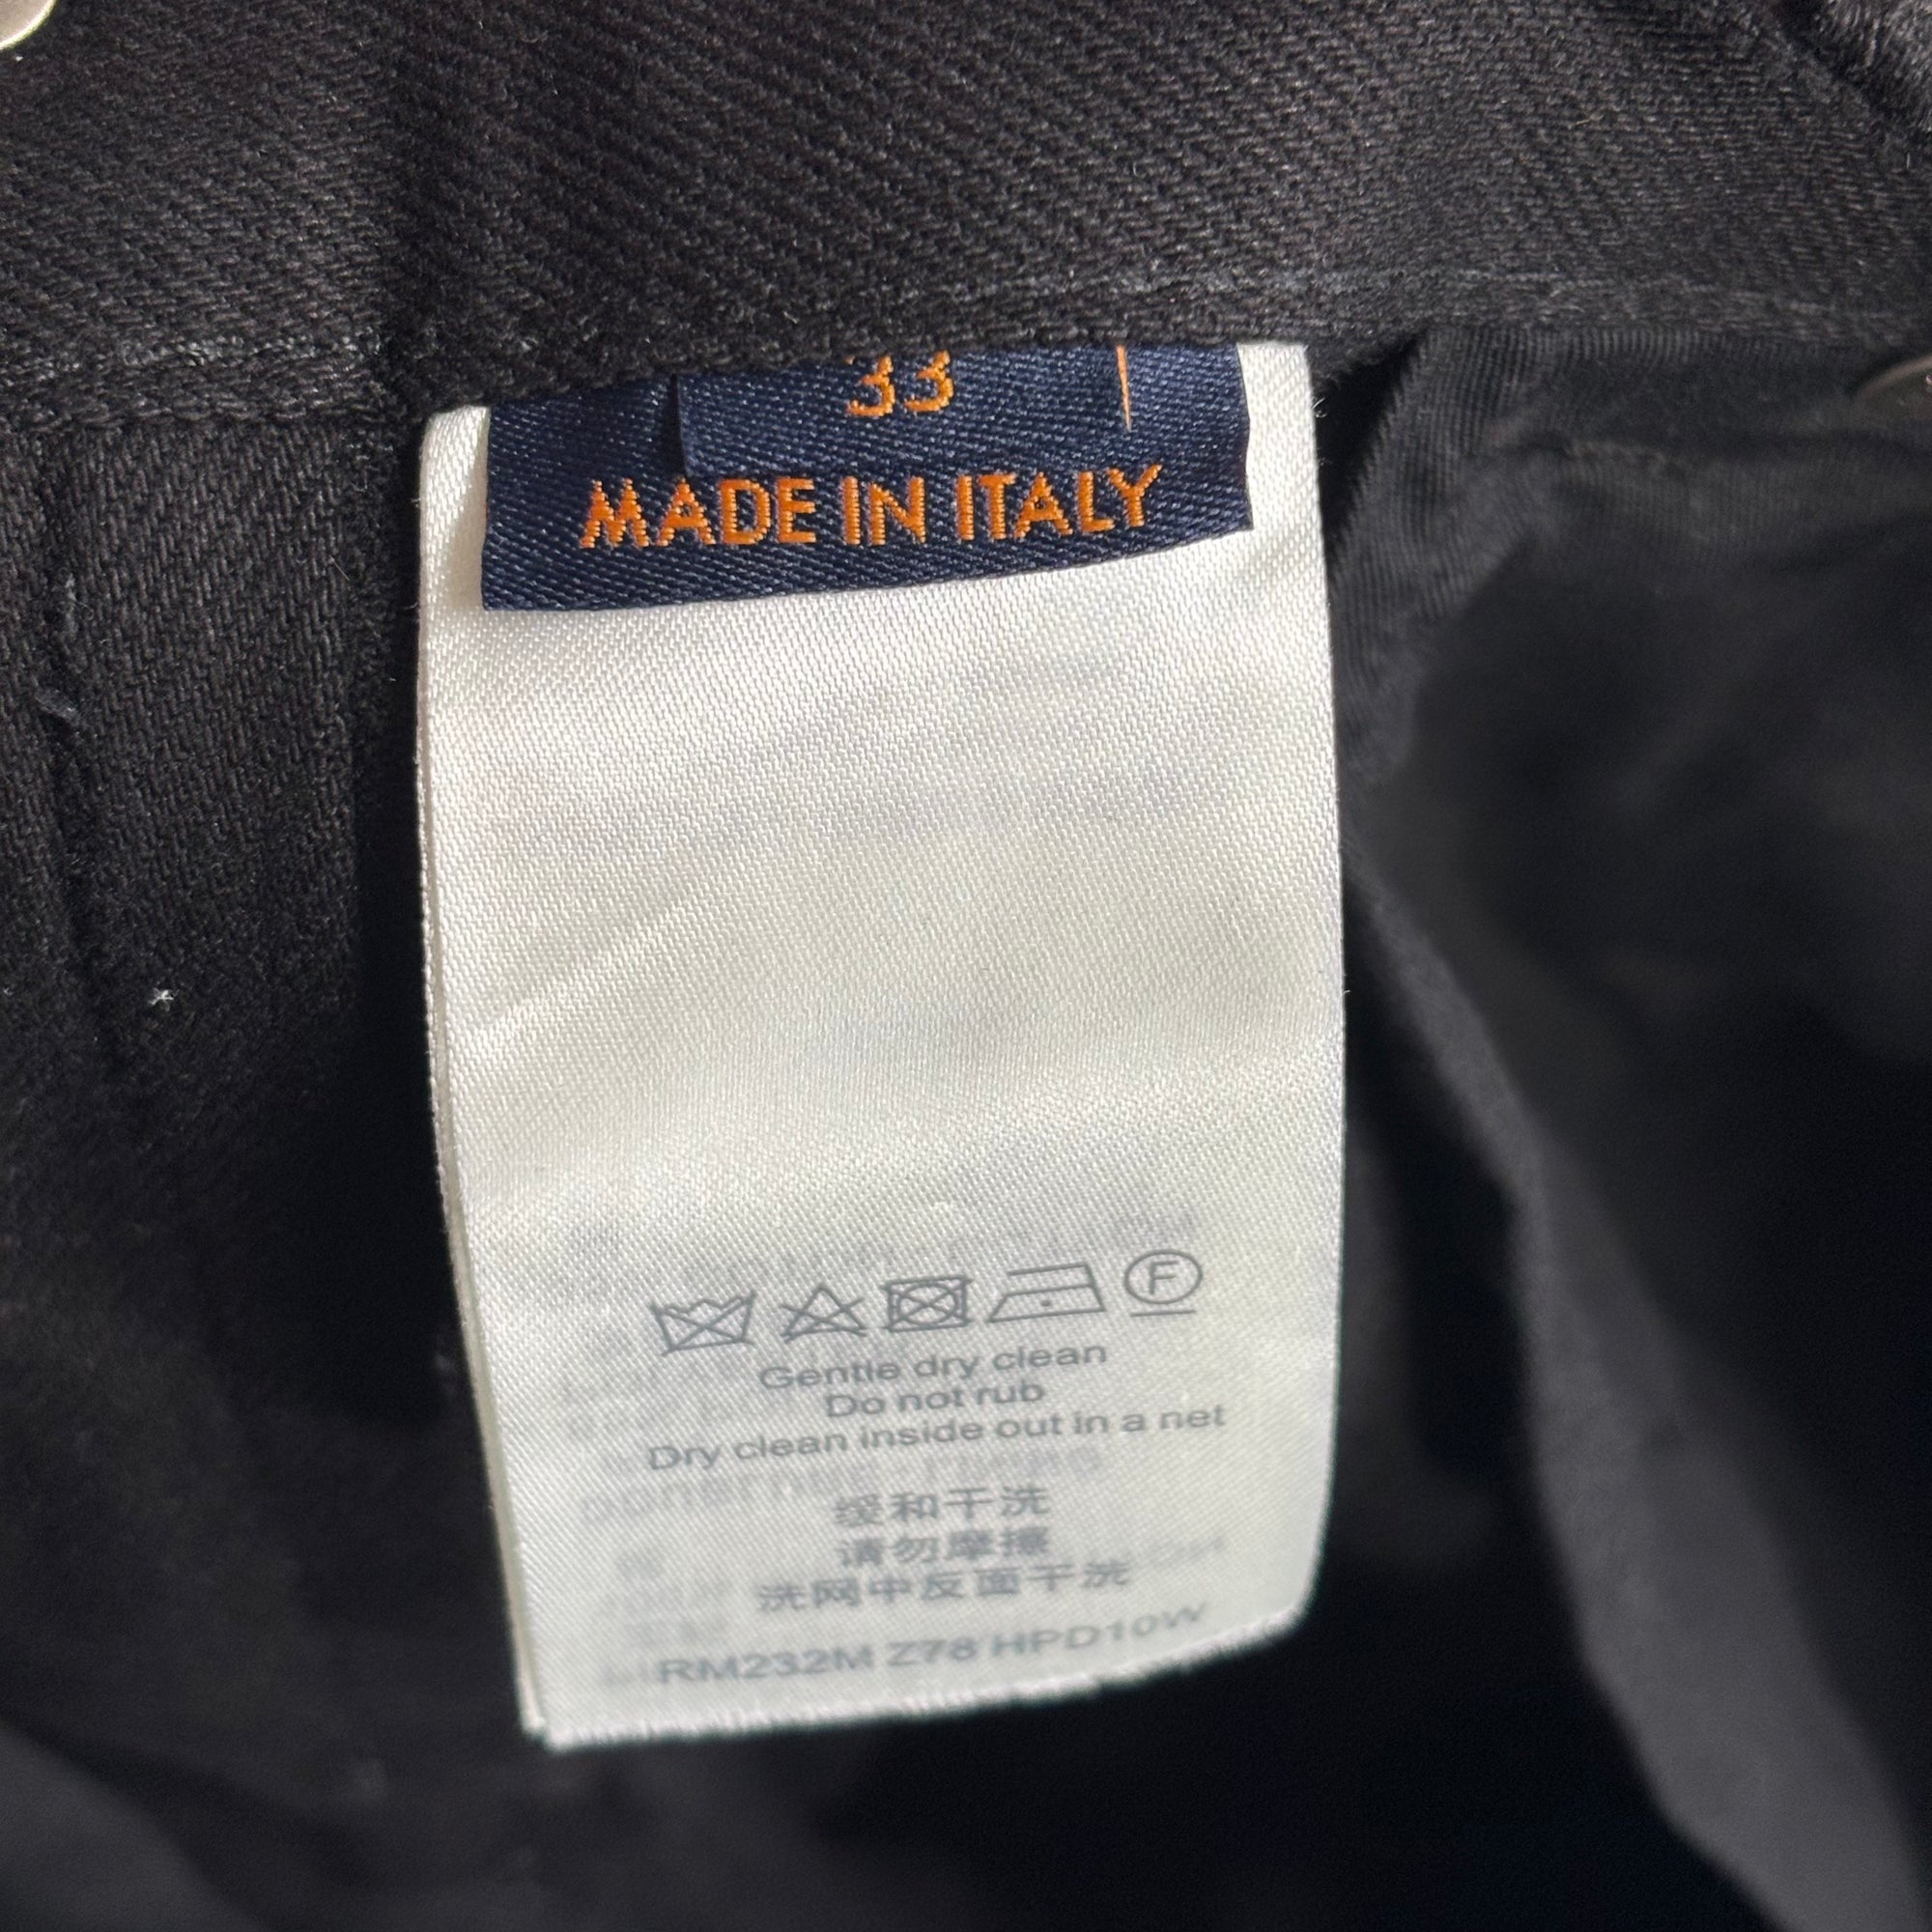 33
MADE IN ITALY
F
Gentle dry clean
Do not rub
Dry clean inside out in a net
缓和干洗
请勿摩擦
洗网中反面干洗
RM232M Z78 HPD10W